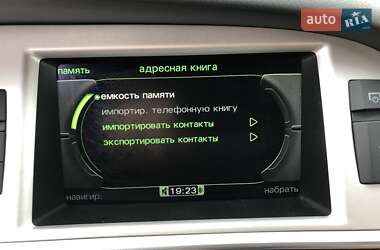 auto RIA
память адресная книга
емкость памяти
импортир. телефонную книгу
импортировать контакты
экспортировать контакты
19:23
навигир. набрать